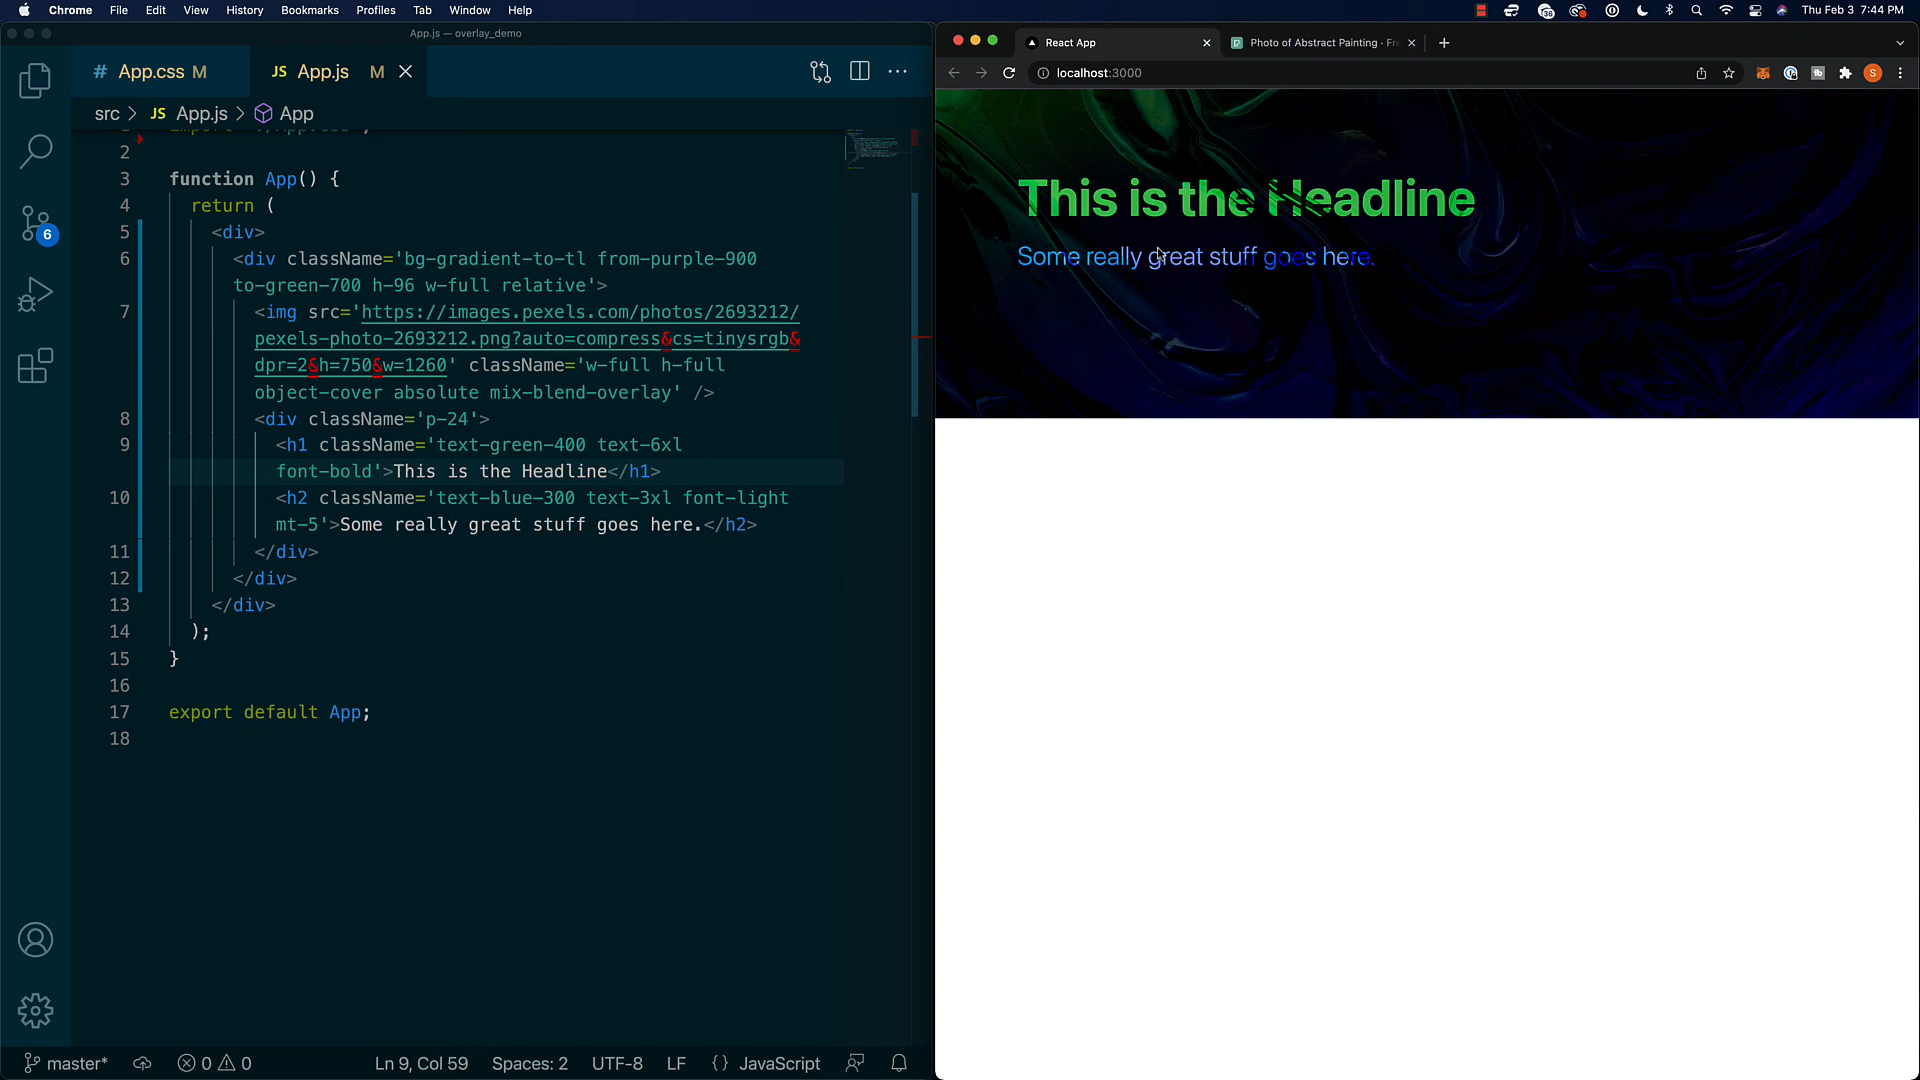 Chrome File Edit View History Bookmarks Profiles Tab Window Help
36
Thu Feb 3 7:44 PM
App.js — overlay_demo
# App.css M
JS App.js M
src > JS App.js > App
2
3 function App() {
4 return (
5 <div>
6 <div className='bg-gradient-to-tl from-purple-900
to-green-700 h-96 w-full relative'>
7 <img src='https://images.pexels.com/photos/2693212/
pexels-photo-2693212.png?auto=compress&cs=tinysrgb&
dpr=2&h=750&w=1260' className='w-full h-full
object-cover absolute mix-blend-overlay' />
8 <div className='p-24'>
9 <h1 className='text-green-400 text-6xl
font-bold'>This is the Headline</h1>
10 <h2 className='text-blue-300 text-3xl font-light
mt-5'>Some really great stuff goes here.</h2>
11 </div>
12 </div>
13 </div>
14 );
15 }
16
17 export default App;
18
6
master* 0 0 Ln 9, Col 59 Spaces: 2 UTF-8 LF {} JavaScript
React App
Photo of Abstract Painting - Fre
localhost:3000
S
This is the Headline
Some really great stuff goes here.